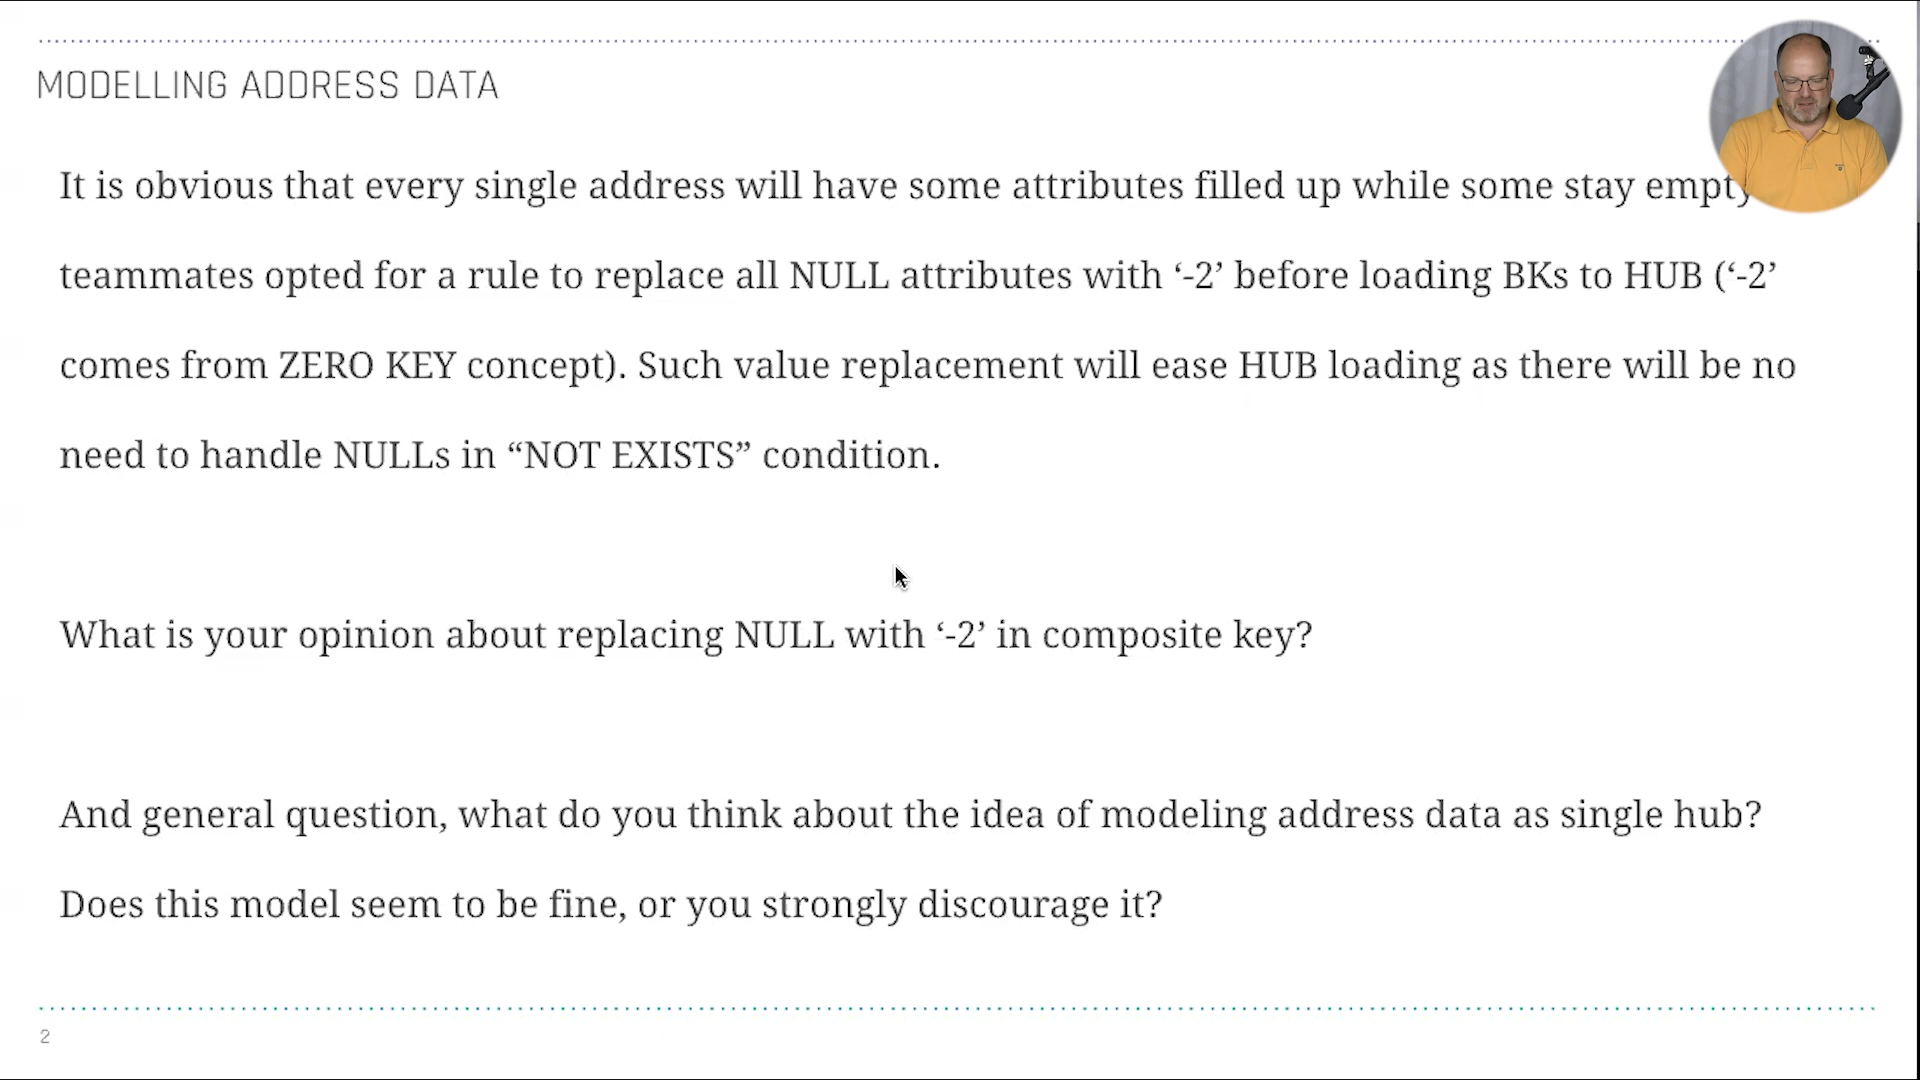 MODELLING ADDRESS DATA
It is obvious that every single address will have some attributes filled up while some stay empty
teammates opted for a rule to replace all NULL attributes with ‘-2’ before loading BKs to HUB (‘-2’
comes from ZERO KEY concept). Such value replacement will ease HUB loading as there will be no
need to handle NULLs in “NOT EXISTS” condition.
What is your opinion about replacing NULL with ‘-2’ in composite key?
And general question, what do you think about the idea of modeling address data as single hub?
Does this model seem to be fine, or you strongly discourage it?
2